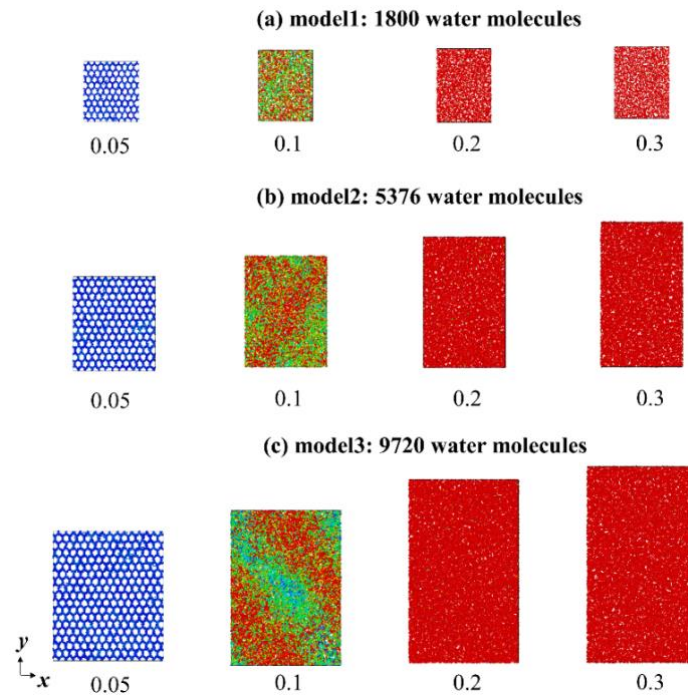 (a) model1: 1800 water molecules
0.05 0.1 0.2 0.3
(b) model2: 5376 water molecules
0.05 0.1 0.2 0.3
(c) model3: 9720 water molecules
y
x
0.05 0.1 0.2 0.3